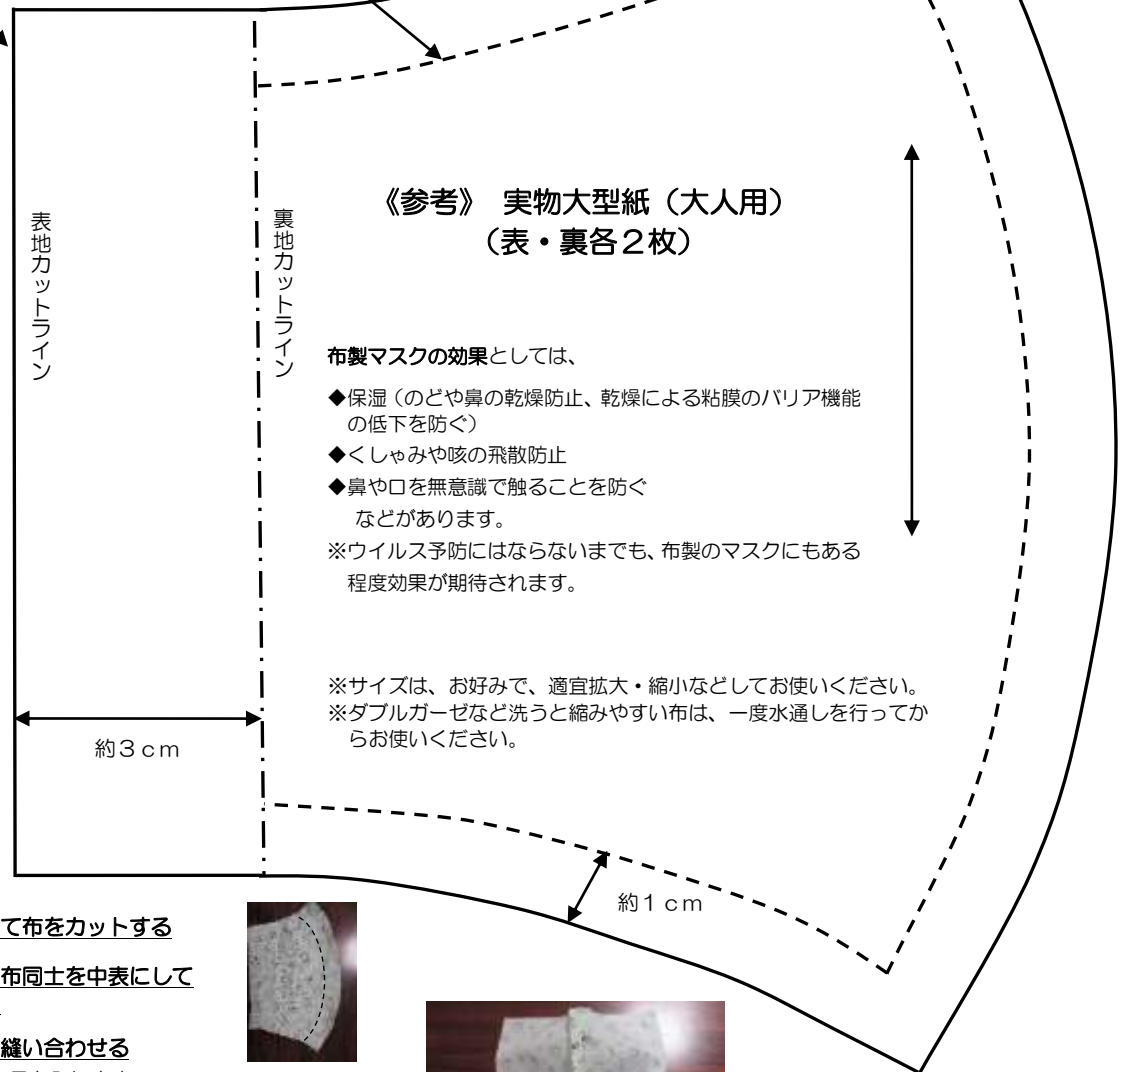 《参考》 実物大型紙（大人用）
（表・裏各２枚）
表地カットライン
裏地カットライン
布製マスクの効果としては、
◆保湿（のどや鼻の乾燥防止、乾燥による粘膜のバリア機能
の低下を防ぐ）
◆くしゃみや咳の飛散防止
◆鼻や口を無意識で触ることを防ぐ
などがあります。
※ウイルス予防にはならないまでも、布製のマスクにもある
程度効果が期待されます。
※サイズは、お好みで、適宜拡大・縮小などしてお使いください。
※ダブルガーゼなど洗うと縮みやすい布は、一度水通しを行ってか
らお使いください。
約３ｃｍ
約１ｃｍ
て布をカットする
布同士を中表にして
縫い合わせる